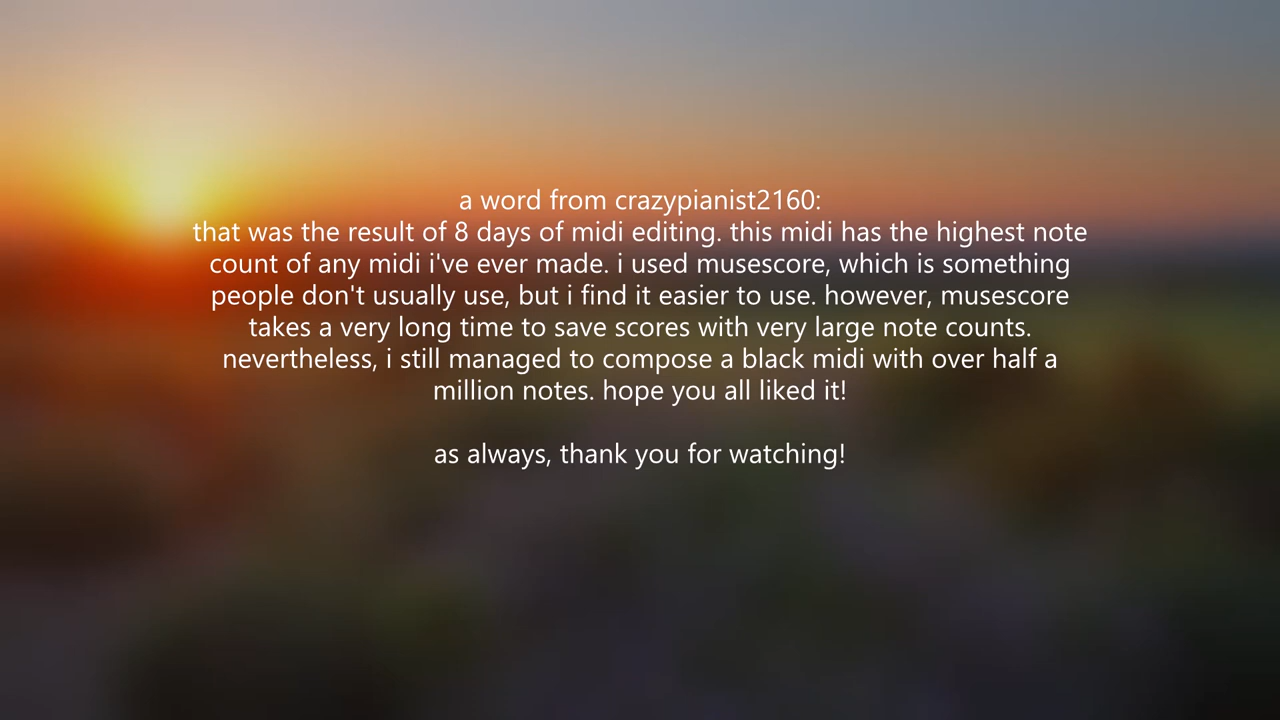 a word from crazypianist2160:
that was the result of 8 days of midi editing. this midi has the highest note
count of any midi i've ever made. i used musescore, which is something
people don't usually use, but i find it easier to use. however, musescore
takes a very long time to save scores with very large note counts.
nevertheless, i still managed to compose a black midi with over half a
million notes. hope you all liked it!
as always, thank you for watching!